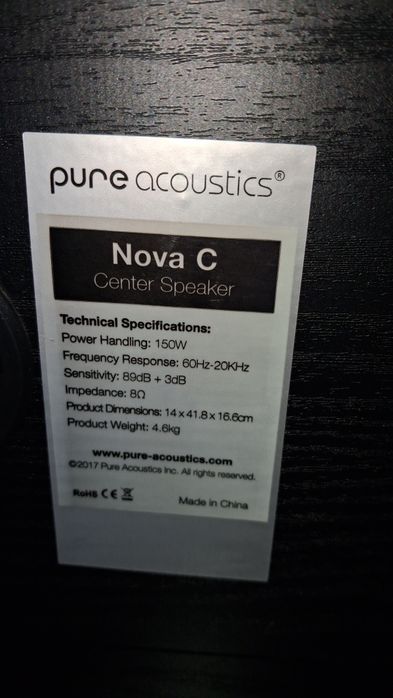 pure acoustics®
Nova C
Center Speaker
Technical Specifications:
Power Handling: 150W
Frequency Response: 60Hz-20KHz
Sensitivity: 89dB + 3dB
Impedance: 8Ω
Product Dimensions: 14 x 41.8 x 16.6cm
Product Weight: 4.6kg
www.pure-acoustics.com
©2017 Pure Acoustics Inc. All rights reserved.
RoHS CE Made in China